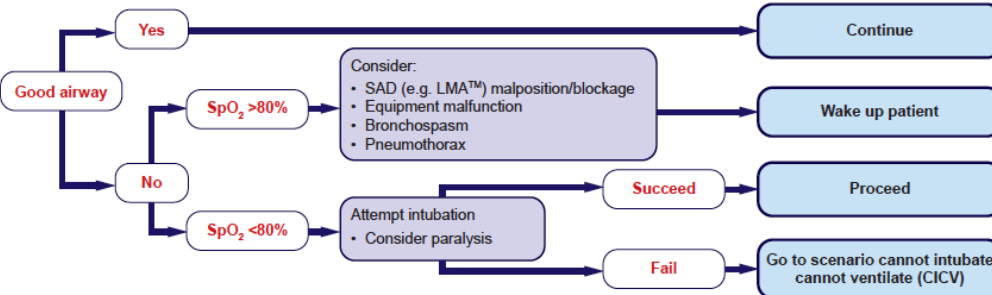 Good airway
Yes
Continue
No
SpO₂ >80%
Consider:
• SAD (e.g. LMA™) malposition/blockage
• Equipment malfunction
• Bronchospasm
• Pneumothorax
Wake up patient
SpO₂ <80%
Attempt intubation
• Consider paralysis
Succeed
Proceed
Fail
Go to scenario cannot intubate
cannot ventilate (CICV)